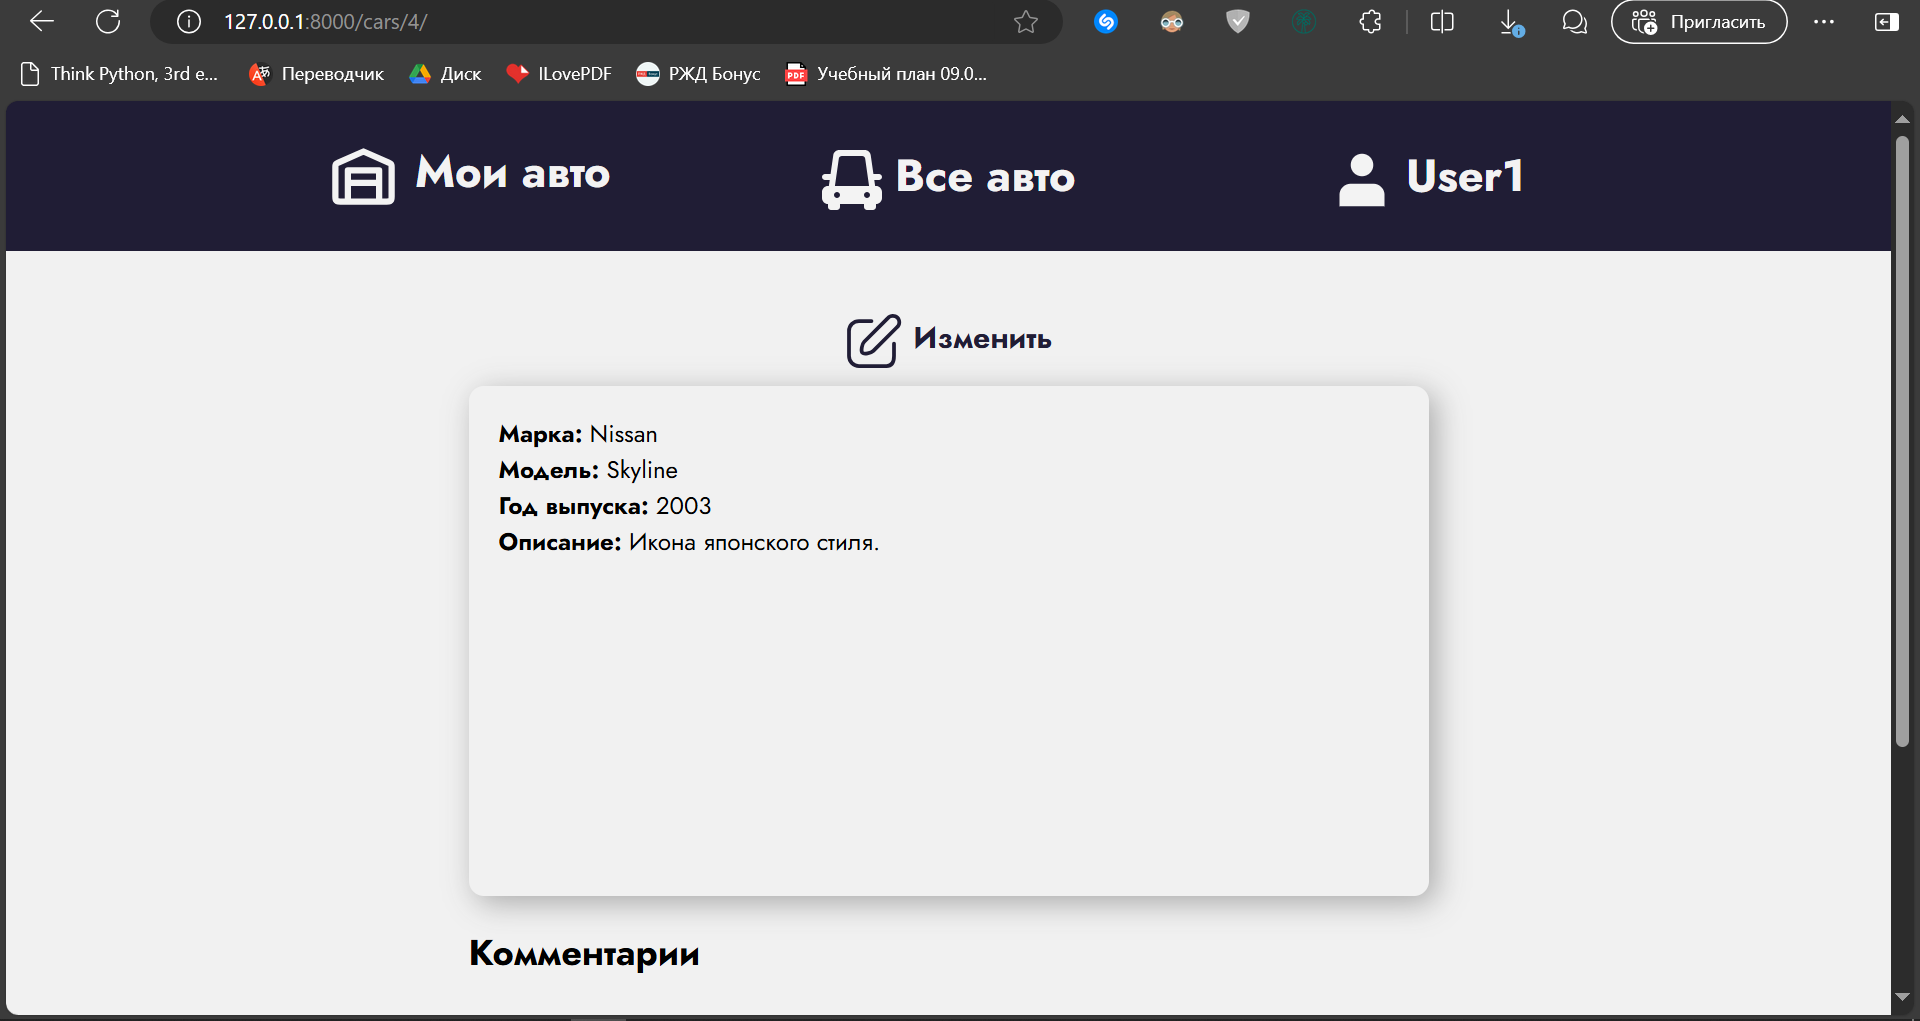 127.0.0.1:8000/cars/4/
Пригласить
Think Python, 3rd e...
Переводчик
Диск
ILovePDF
РЖД Бонус
PDF
Учебный план 09.0...
Мои авто
Все авто
User1
Изменить
Марка: Nissan
Модель: Skyline
Год выпуска: 2003
Описание: Икона японского стиля.
Комментарии